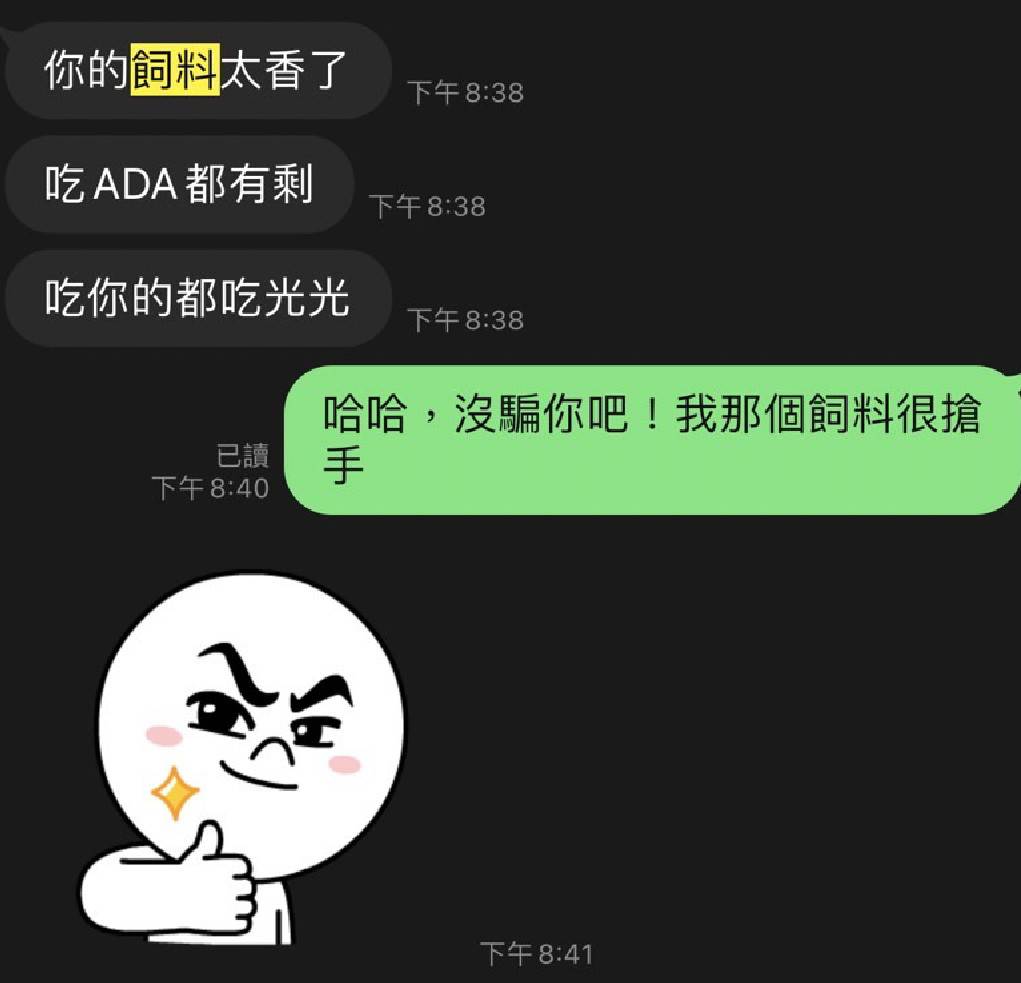 你的飼料太香了
下午 8:38
吃 ADA 都有剩
下午 8:38
吃你的都吃光光
下午 8:38
哈哈，沒騙你吧！我那個飼料很搶
手
已讀
下午 8:40
下午 8:41